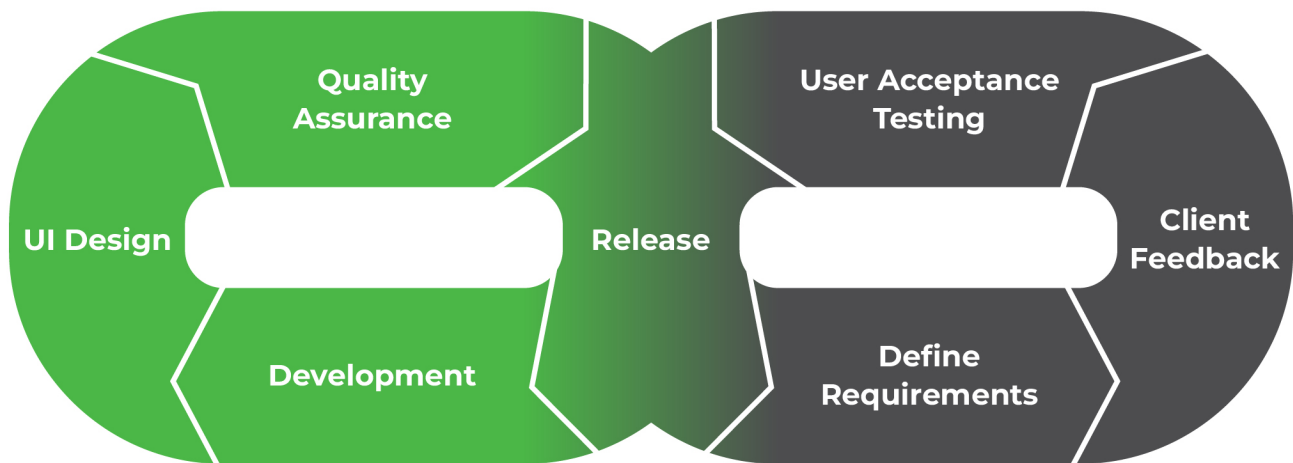 Quality
Assurance
User Acceptance
Testing
UI Design
Release
Client
Feedback
Development
Define
Requirements